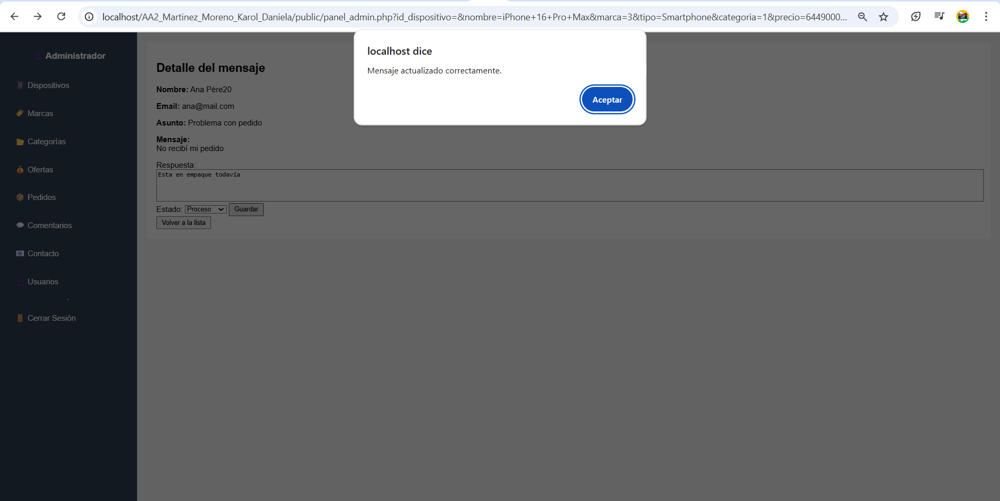 localhost/AA2_Martinez_Moreno_Karol_Daniela/public/panel_admin.php?id_dispositivo=&nombre=iPhone+16+Pro+Max&marca=3&tipo=Smartphone&categoria=1&precio=6449000...
localhost dice
Mensaje actualizado correctamente.
Aceptar
Administrador
Dispositivos
Marcas
Categorías
Ofertas
Pedidos
Comentarios
Contacto
Usuarios
Cerrar Sesión
Detalle del mensaje
Nombre: Ana Pére20
Email: ana@mail.com
Asunto: Problema con pedido
Mensaje:
No recibí mi pedido
Respuesta:
Esta en empaque todavía
Estado: Proceso Guardar
Volver a la lista